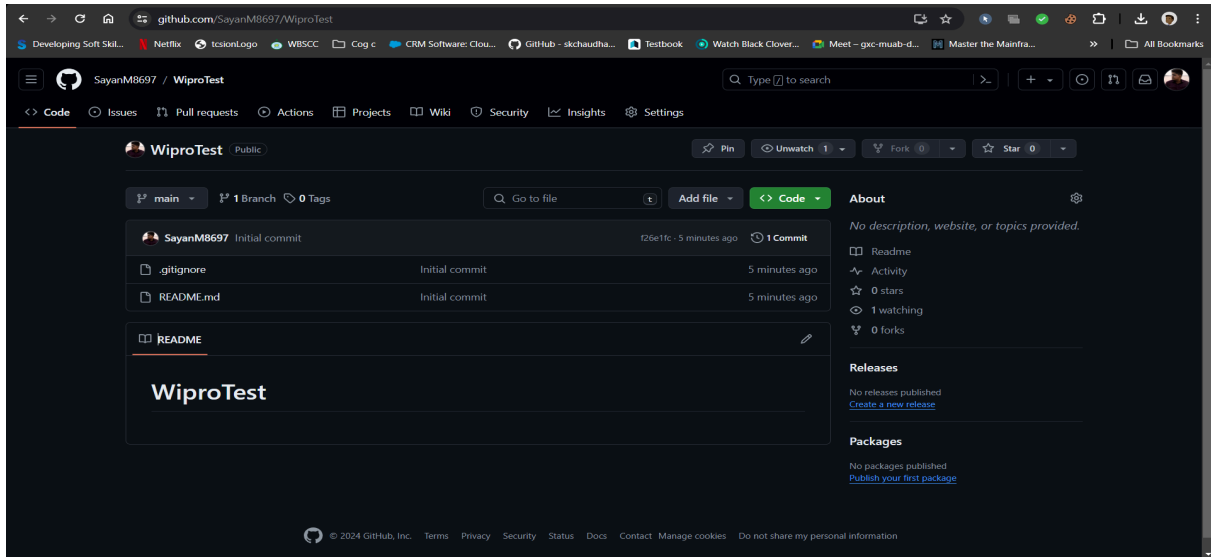 github.com/SayanM8697/WiproTest
Developing Soft Skil... Netflix tcsionLogo WBSCC Cog c CRM Software: Clou... GitHub - skchaudha... Testbook Watch Black Clover... Meet – gxc-muab-d... Master the Mainfra... » All Bookmarks
SayanM8697 / WiproTest Type / to search
<> Code Issues Pull requests Actions Projects Wiki Security Insights Settings
WiproTest Public Pin Unwatch 1 Fork 0 Star 0
main 1 Branch 0 Tags Go to file t Add file <> Code About
No description, website, or topics provided.
SayanM8697 Initial commit f26e1fc · 5 minutes ago 1 Commit
Readme
.gitignore Initial commit 5 minutes ago
Activity
0 stars
README.md Initial commit 5 minutes ago
1 watching
0 forks
README
Releases
No releases published
Create a new release
WiproTest
Packages
No packages published
Publish your first package
© 2024 GitHub, Inc. Terms Privacy Security Status Docs Contact Manage cookies Do not share my personal information